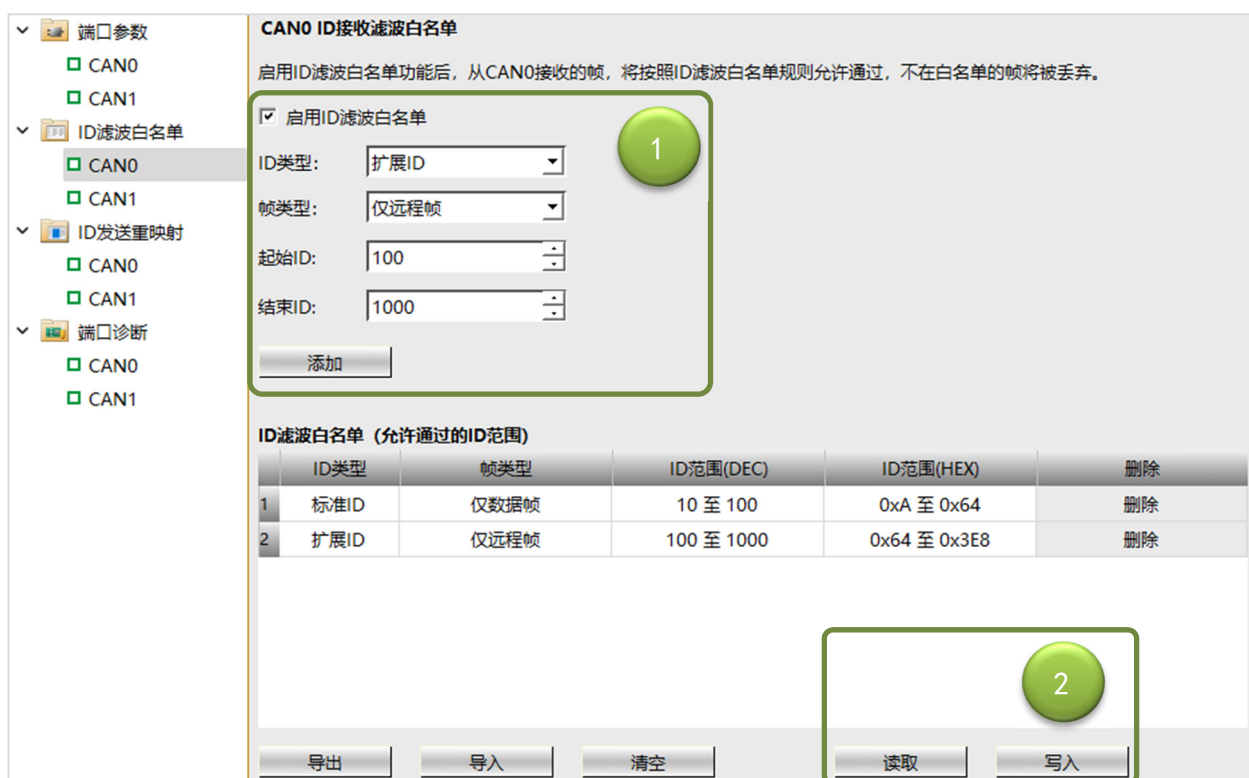 端口参数
CAN0
CAN1
ID滤波白名单
CAN0
CAN1
ID发送重映射
CAN0
CAN1
端口诊断
CAN0
CAN1
CAN0 ID接收滤波白名单
启用ID滤波白名单功能后，从CAN0接收的帧，将按照ID滤波白名单规则允许通过，不在白名单的帧将被丢弃。
启用ID滤波白名单
1
ID类型： 扩展ID
帧类型： 仅远程帧
起始ID: 100
结束ID: 1000
添加
ID滤波白名单（允许通过的ID范围)
ID类型 帧类型 ID范围(DEC) ID范围(HEX) 删除
1 标准ID 仅数据帧 10 至 100 0xA 至 0x64 删除
2 扩展ID 仅远程帧 100 至 1000 0x64 至 0x3E8 删除
2
导出 导入 清空 读取 写入